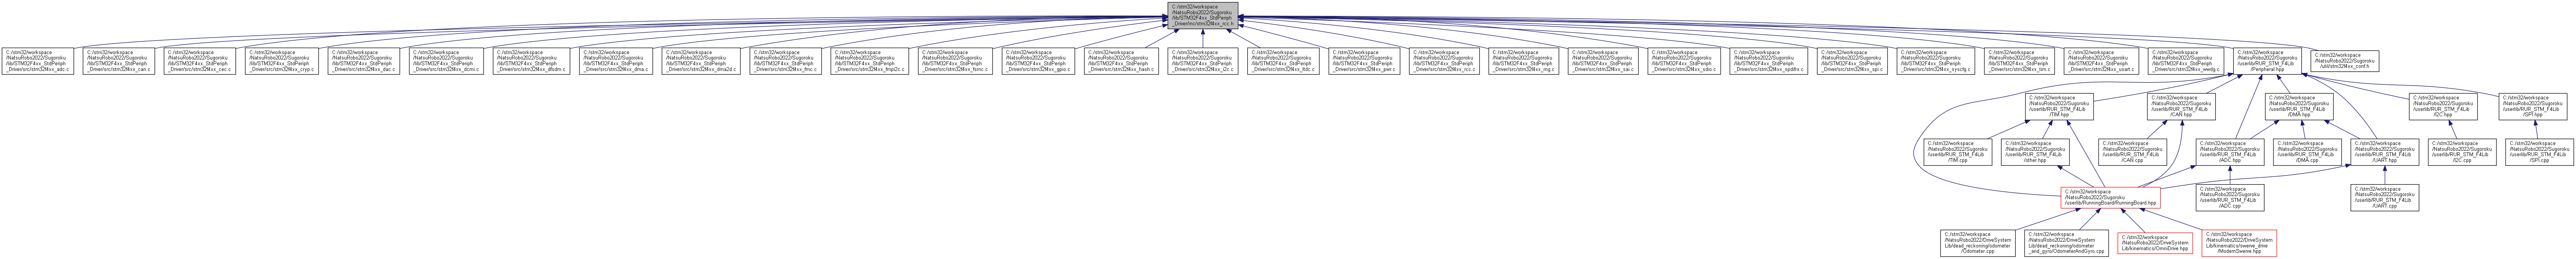 C:/stm32/workspace
/NatsuRobo2022/Sugoroku
/lib/STM32F4xx_StdPeriph
_Driver/inc/stm32f4xx_rcc.h
C:/stm32/workspace
/NatsuRobo2022/Sugoroku
/lib/STM32F4xx_StdPeriph
_Driver/src/stm32f4xx_adc.c
C:/stm32/workspace
/NatsuRobo2022/Sugoroku
/lib/STM32F4xx_StdPeriph
_Driver/src/stm32f4xx_can.c
C:/stm32/workspace
/NatsuRobo2022/Sugoroku
/lib/STM32F4xx_StdPeriph
_Driver/src/stm32f4xx_cec.c
C:/stm32/workspace
/NatsuRobo2022/Sugoroku
/lib/STM32F4xx_StdPeriph
_Driver/src/stm32f4xx_cryp.c
C:/stm32/workspace
/NatsuRobo2022/Sugoroku
/lib/STM32F4xx_StdPeriph
_Driver/src/stm32f4xx_dac.c
C:/stm32/workspace
/NatsuRobo2022/Sugoroku
/lib/STM32F4xx_StdPeriph
_Driver/src/stm32f4xx_dcmi.c
C:/stm32/workspace
/NatsuRobo2022/Sugoroku
/lib/STM32F4xx_StdPeriph
_Driver/src/stm32f4xx_dfsdm.c
C:/stm32/workspace
/NatsuRobo2022/Sugoroku
/lib/STM32F4xx_StdPeriph
_Driver/src/stm32f4xx_dma.c
C:/stm32/workspace
/NatsuRobo2022/Sugoroku
/lib/STM32F4xx_StdPeriph
_Driver/src/stm32f4xx_dma2d.c
C:/stm32/workspace
/NatsuRobo2022/Sugoroku
/lib/STM32F4xx_StdPeriph
_Driver/src/stm32f4xx_fmc.c
C:/stm32/workspace
/NatsuRobo2022/Sugoroku
/lib/STM32F4xx_StdPeriph
_Driver/src/stm32f4xx_fmpi2c.c
C:/stm32/workspace
/NatsuRobo2022/Sugoroku
/lib/STM32F4xx_StdPeriph
_Driver/src/stm32f4xx_fsmc.c
C:/stm32/workspace
/NatsuRobo2022/Sugoroku
/lib/STM32F4xx_StdPeriph
_Driver/src/stm32f4xx_gpio.c
C:/stm32/workspace
/NatsuRobo2022/Sugoroku
/lib/STM32F4xx_StdPeriph
_Driver/src/stm32f4xx_hash.c
C:/stm32/workspace
/NatsuRobo2022/Sugoroku
/lib/STM32F4xx_StdPeriph
_Driver/src/stm32f4xx_i2c.c
C:/stm32/workspace
/NatsuRobo2022/Sugoroku
/lib/STM32F4xx_StdPeriph
_Driver/src/stm32f4xx_ltdc.c
C:/stm32/workspace
/NatsuRobo2022/Sugoroku
/lib/STM32F4xx_StdPeriph
_Driver/src/stm32f4xx_pwr.c
C:/stm32/workspace
/NatsuRobo2022/Sugoroku
/lib/STM32F4xx_StdPeriph
_Driver/src/stm32f4xx_rcc.c
C:/stm32/workspace
/NatsuRobo2022/Sugoroku
/lib/STM32F4xx_StdPeriph
_Driver/src/stm32f4xx_rng.c
C:/stm32/workspace
/NatsuRobo2022/Sugoroku
/lib/STM32F4xx_StdPeriph
_Driver/src/stm32f4xx_sai.c
C:/stm32/workspace
/NatsuRobo2022/Sugoroku
/lib/STM32F4xx_StdPeriph
_Driver/src/stm32f4xx_sdio.c
C:/stm32/workspace
/NatsuRobo2022/Sugoroku
/lib/STM32F4xx_StdPeriph
_Driver/src/stm32f4xx_spdifrx.c
C:/stm32/workspace
/NatsuRobo2022/Sugoroku
/lib/STM32F4xx_StdPeriph
_Driver/src/stm32f4xx_spi.c
C:/stm32/workspace
/NatsuRobo2022/Sugoroku
/lib/STM32F4xx_StdPeriph
_Driver/src/stm32f4xx_syscfg.c
C:/stm32/workspace
/NatsuRobo2022/Sugoroku
/lib/STM32F4xx_StdPeriph
_Driver/src/stm32f4xx_tim.c
C:/stm32/workspace
/NatsuRobo2022/Sugoroku
/lib/STM32F4xx_StdPeriph
_Driver/src/stm32f4xx_usart.c
C:/stm32/workspace
/NatsuRobo2022/Sugoroku
/lib/STM32F4xx_StdPeriph
_Driver/src/stm32f4xx_wwdg.c
C:/stm32/workspace
/NatsuRobo2022/Sugoroku
/userlib/RUR_STM_F4Lib
/Peripheral.hpp
C:/stm32/workspace
/NatsuRobo2022/Sugoroku
/util/stm32f4xx_conf.h
C:/stm32/workspace
/NatsuRobo2022/Sugoroku
/userlib/RUR_STM_F4Lib
/TIM.hpp
C:/stm32/workspace
/NatsuRobo2022/Sugoroku
/userlib/RUR_STM_F4Lib
/CAN.hpp
C:/stm32/workspace
/NatsuRobo2022/Sugoroku
/userlib/RUR_STM_F4Lib
/DMA.hpp
C:/stm32/workspace
/NatsuRobo2022/Sugoroku
/userlib/RUR_STM_F4Lib
/I2C.hpp
C:/stm32/workspace
/NatsuRobo2022/Sugoroku
/userlib/RUR_STM_F4Lib
/SPI.hpp
C:/stm32/workspace
/NatsuRobo2022/Sugoroku
/userlib/RUR_STM_F4Lib
/TIM.cpp
C:/stm32/workspace
/NatsuRobo2022/Sugoroku
/userlib/RUR_STM_F4Lib
/sther.hpp
C:/stm32/workspace
/NatsuRobo2022/Sugoroku
/userlib/RUR_STM_F4Lib
/CAN.cpp
C:/stm32/workspace
/NatsuRobo2022/Sugoroku
/userlib/RUR_STM_F4Lib
/ADC.hpp
C:/stm32/workspace
/NatsuRobo2022/Sugoroku
/userlib/RUR_STM_F4Lib
/DMA.cpp
C:/stm32/workspace
/NatsuRobo2022/Sugoroku
/userlib/RUR_STM_F4Lib
/UART.hpp
C:/stm32/workspace
/NatsuRobo2022/Sugoroku
/userlib/RUR_STM_F4Lib
/I2C.cpp
C:/stm32/workspace
/NatsuRobo2022/Sugoroku
/userlib/RUR_STM_F4Lib
/SPI.cpp
C:/stm32/workspace
/NatsuRobo2022/Sugoroku
/userlib/RunningBoard/RunningBoard.hpp
C:/stm32/workspace
/NatsuRobo2022/Sugoroku
/userlib/RUR_STM_F4Lib
/ADC.cpp
C:/stm32/workspace
/NatsuRobo2022/Sugoroku
/userlib/RUR_STM_F4Lib
/UART.cpp
C:/stm32/workspace
/NatsuRobo2022/DriveSystem
Lib/dead_reckoning/odometer
/Odometer.cpp
C:/stm32/workspace
/NatsuRobo2022/DriveSystem
Lib/dead_reckoning/odometer
_and_gyro/OdometerAndGyro.cpp
C:/stm32/workspace
/NatsuRobo2022/DriveSystem
Lib/kinematics/OmniDrive.hpp
C:/stm32/workspace
/NatsuRobo2022/DriveSystem
Lib/kinematics/swerve_drive
/ModernSwerve.hpp